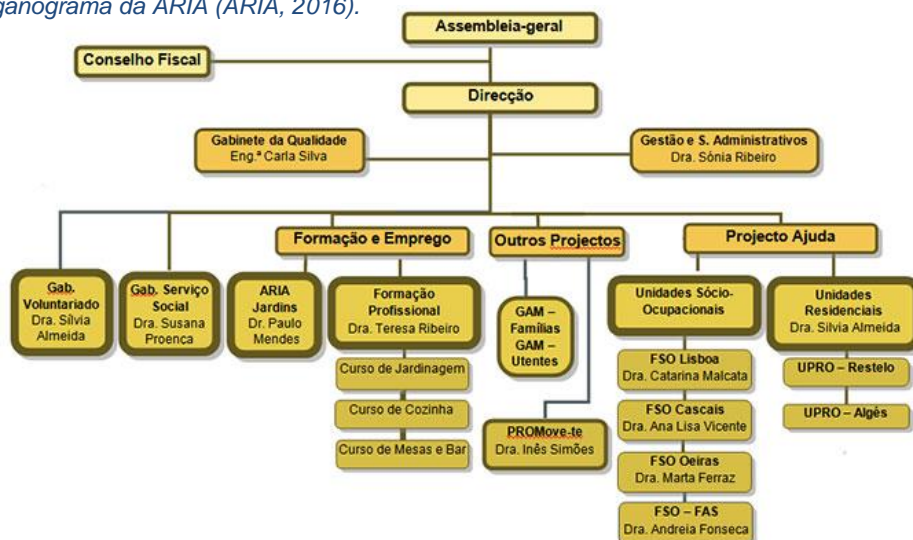 ganograma da ARIA (ARIA, 2016).
Assembleia-geral
Conselho Fiscal
Direcção
Gabinete da Qualidade
Eng.ª Carla Silva
Gestão e S. Administrativos
Dra. Sónia Ribeiro
Formação e Emprego
Outros Projectos
Projecto Ajuda
Gab.
Voluntariado
Dra. Sílvia
Almeida
Gab. Serviço
Social
Dra. Susana
Proença
ARIA
Jardins
Dr. Paulo
Mendes
Formação
Profissional
Dra. Teresa Ribeiro
Curso de Jardinagem
Curso de Cozinha
Curso de Mesas e Bar
GAM –
Famílias
GAM –
Utentes
PROMove-te
Dra. Inês Simões
Unidades Sócio-
Ocupacionais
FSO Lisboa
Dra. Catarina Malcata
FSO Cascais
Dra. Ana Lisa Vicente
FSO Oeiras
Dra. Marta Ferraz
FSO – FAS
Dra. Andreia Fonseca
Unidades
Residenciais
Dra. Silvia Almeida
UPRO – Restelo
UPRO – Algés